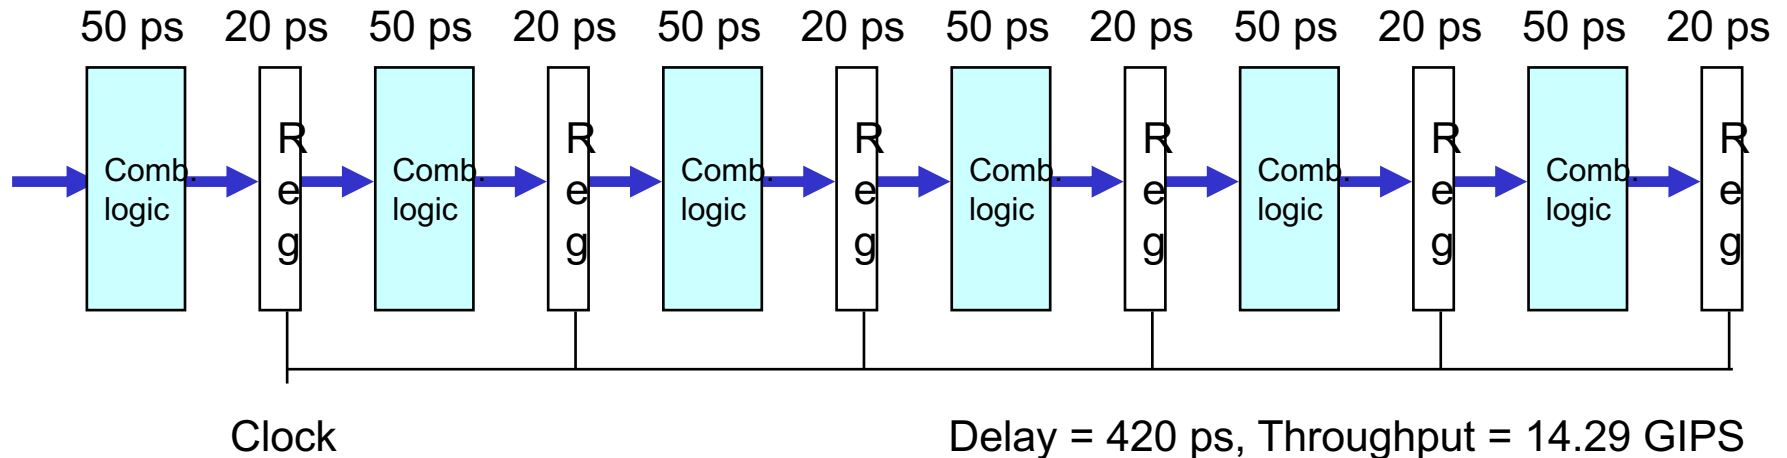 50 ps 20 ps 50 ps 20 ps 50 ps 20 ps 50 ps 20 ps 50 ps 20 ps 50 ps 20 ps
Comb.
logic
R
e
g
Comb.
logic
R
e
g
Comb.
logic
R
e
g
Comb.
logic
R
e
g
Comb.
logic
R
e
g
Comb.
logic
R
e
g
Clock
Delay = 420 ps, Throughput = 14.29 GIPS